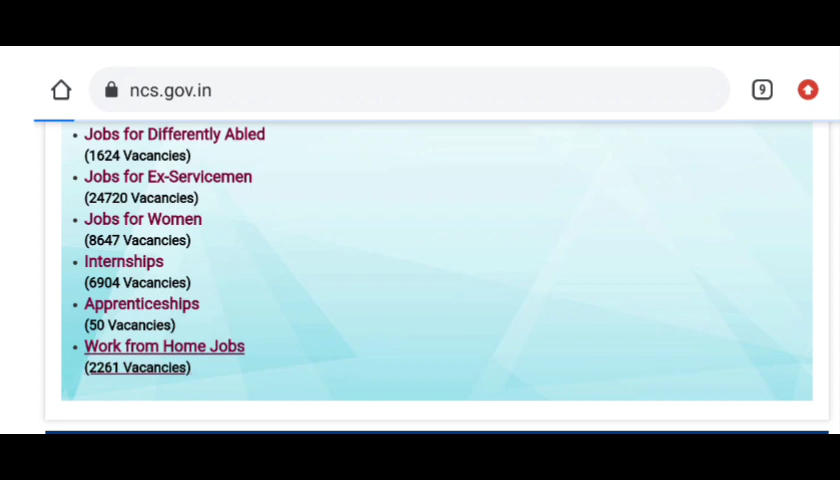 9
ncs.gov.in
Jobs for Differently Abled
(1624 Vacancies)
Jobs for Ex-Servicemen
(24720 Vacancies)
Jobs for Women
(8647 Vacancies)
Internships
(6904 Vacancies)
Apprenticeships
(50 Vacancies)
Work from Home Jobs
(2261 Vacancies)